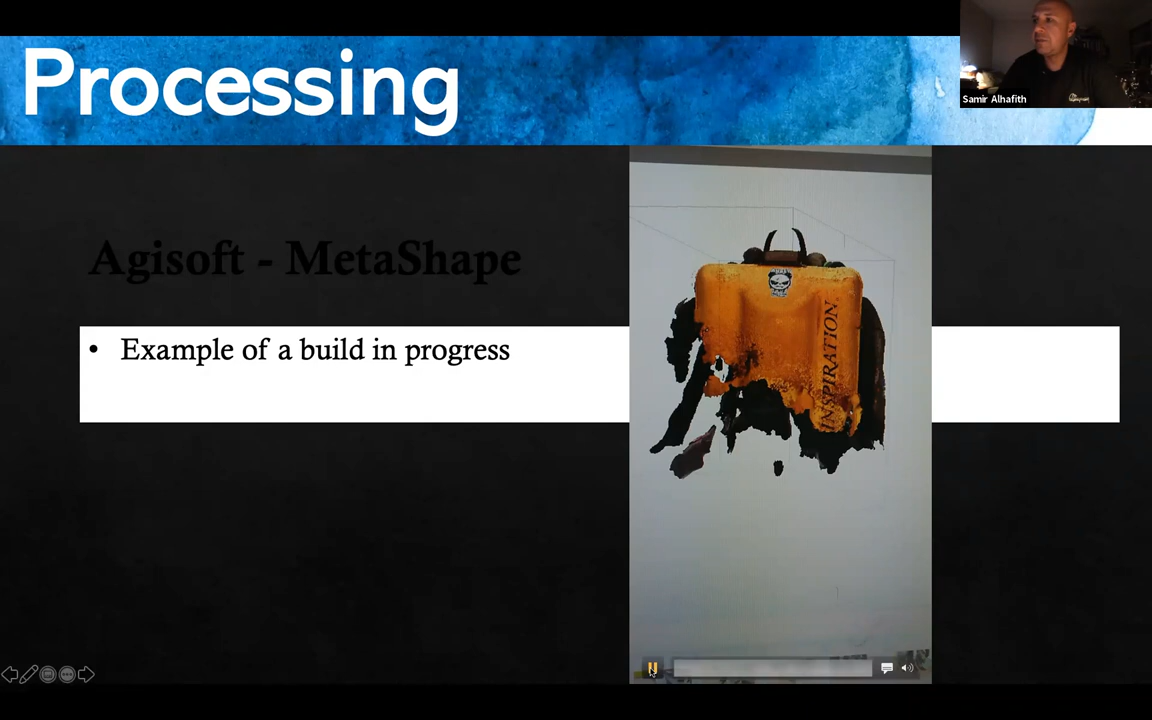 Processing
Samir Alhafith
Agisoft - MetaShape
• Example of a build in progress
INSPIRATION